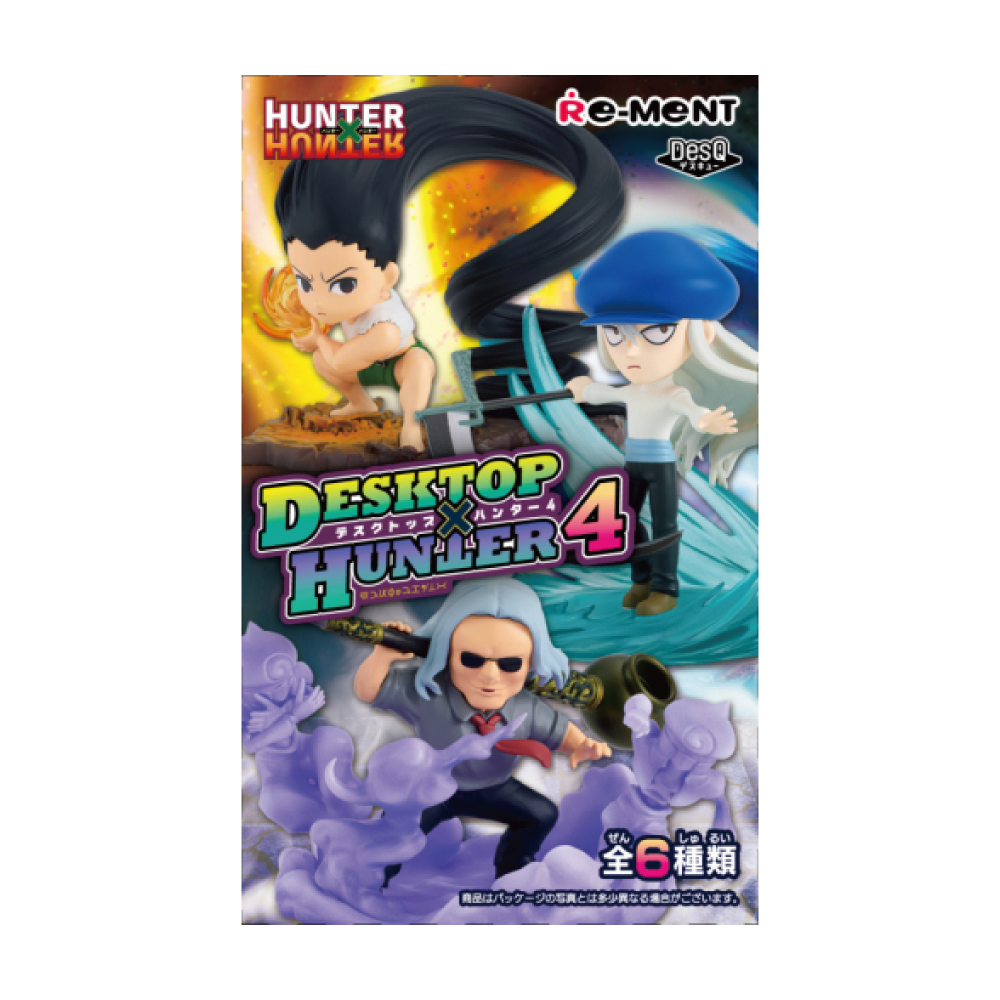 HUNTER
ハンター×ハンター
HUNTER
Re-MeNT
DesQ
デスキュー
DESKTOP
デスクトップ × ハンター4
HUNTER 4
ぜん しゅ るい
全6種類
商品はパッケージの写真とは多少異なる場合がございます。